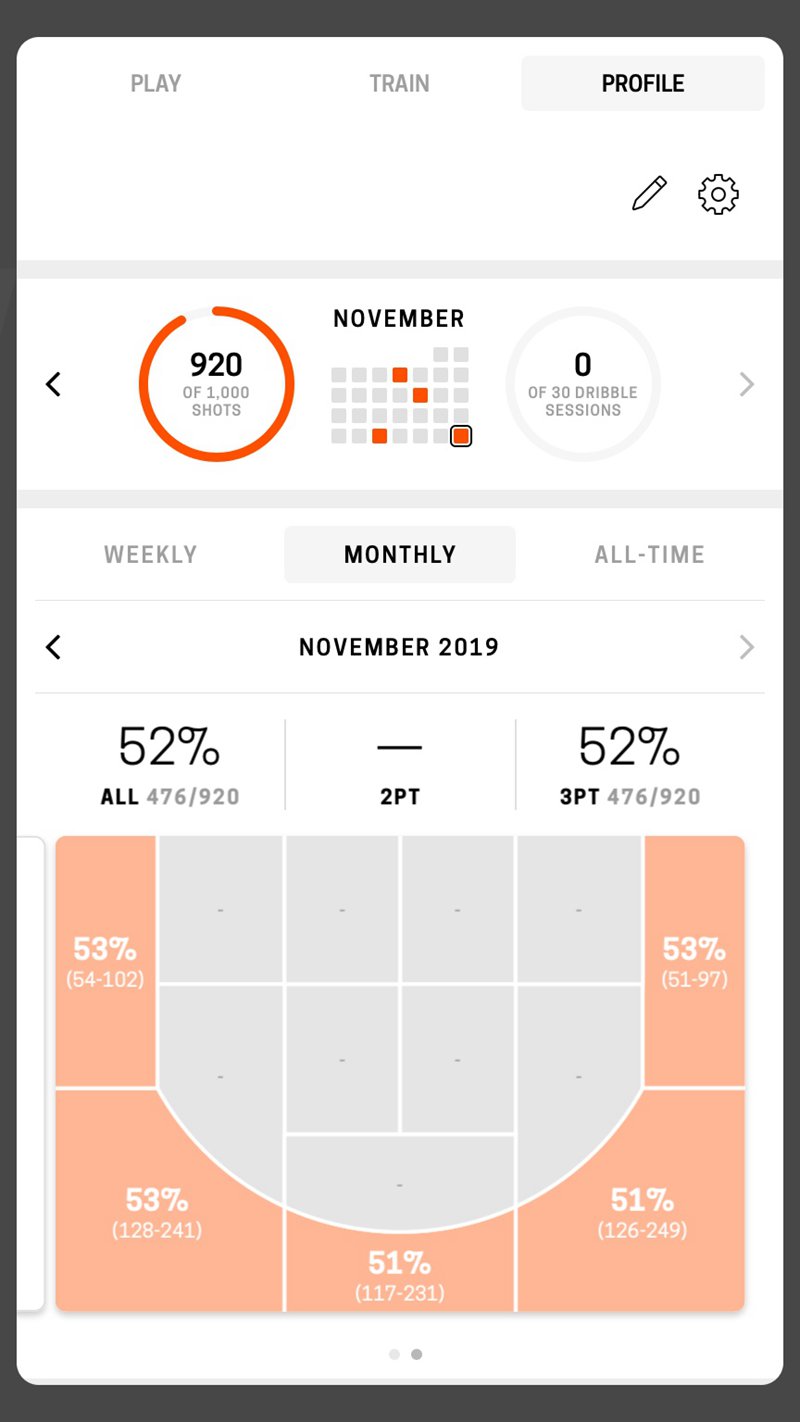 PLAY TRAIN PROFILE
NOVEMBER
920
OF 1,000
SHOTS
0
OF 30 DRIBBLE
SESSIONS
WEEKLY MONTHLY ALL-TIME
NOVEMBER 2019
52% — 52%
ALL 476/920 2PT 3PT 476/920
- - - -
53% 53%
(54-102) (51-97)
- - - -
-
53% 51%
(128-241) (126-249)
51%
(117-231)